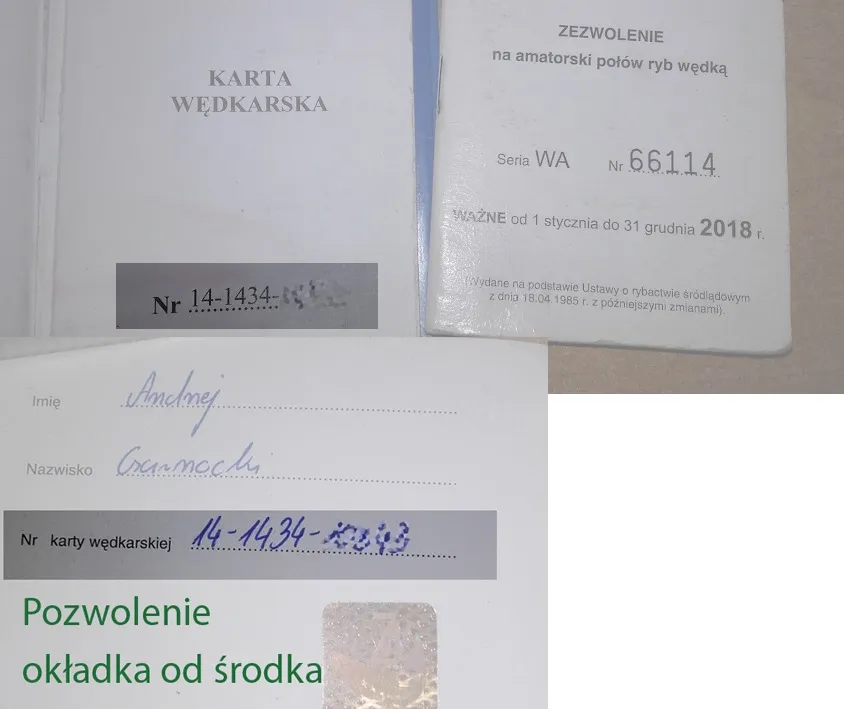 KARTA
WĘDKARSKA
Nr 14-1434-
ZEZWOLENIE
na amatorski połów ryb wędką
Seria WA Nr 66114
WAŻNE od 1 stycznia do 31 grudnia 2018 r.
(Wydane na podstawie Ustawy o rybactwie śródlądowym
z dnia 18.04 1985 r. z późniejszymi zmianami).
Imię Andrzej
Nazwisko Czarnocki
Nr karty wędkarskiej 14-1434-
Pozwolenie
okładka od środka